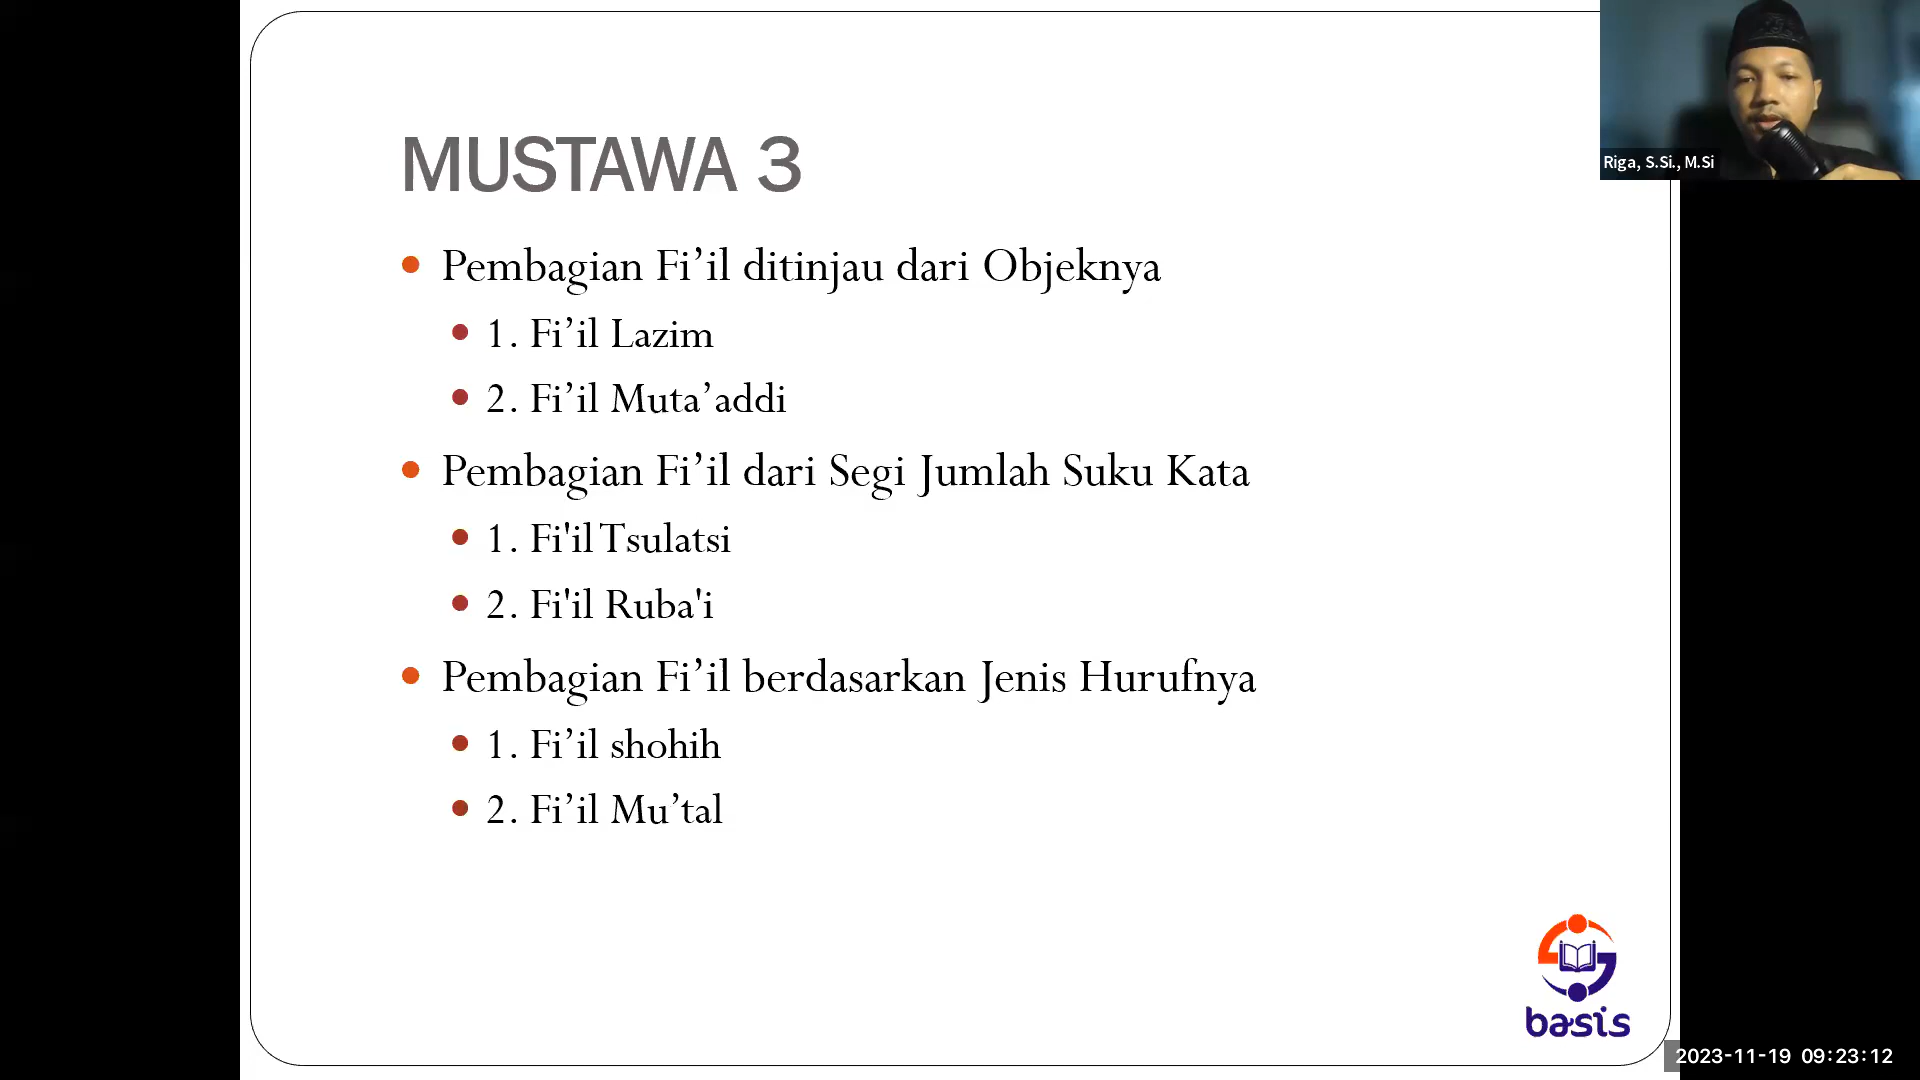 MUSTAWA 3
Pembagian Fi’il ditinjau dari Objeknya
1. Fi’il Lazim
2. Fi’il Muta’addi
Pembagian Fi’il dari Segi Jumlah Suku Kata
1. Fi'il Tsulatsi
2. Fi'il Ruba'i
Pembagian Fi’il berdasarkan Jenis Hurufnya
1. Fi’il shohih
2. Fi’il Mu’tal
Riga, S.Si., M.Si
basis
2023-11-19 09:23:12